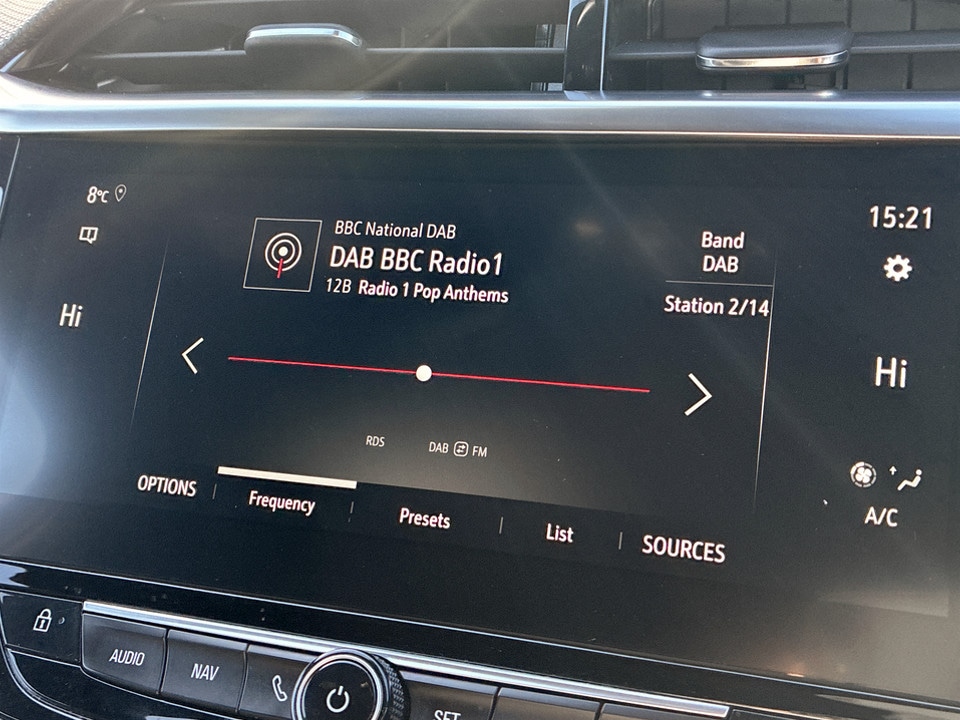 8°C
15:21
BBC National DAB
DAB BBC Radio1
12B Radio 1 Pop Anthems
Band
DAB
Station 2/14
Hi
Hi
RDS
DAB FM
A/C
OPTIONS
Frequency
Presets
List
SOURCES
AUDIO
NAV
SET